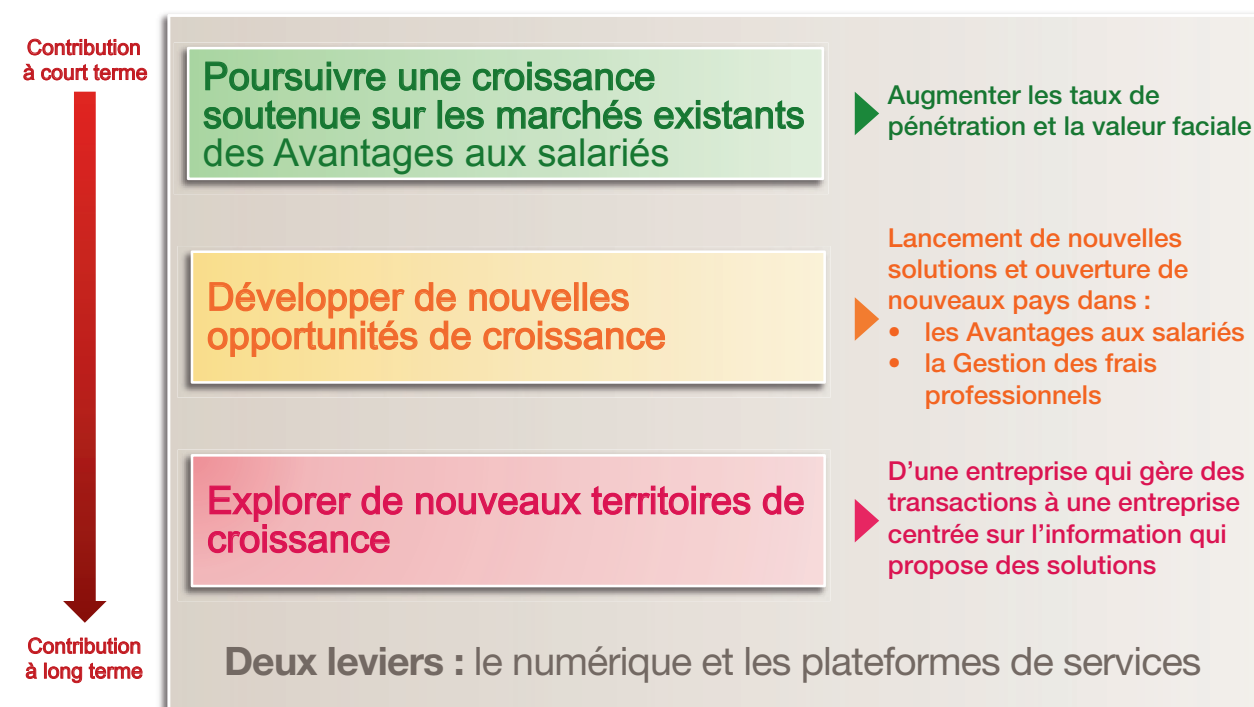 Contribution
à court terme
Poursuivre une croissance
soutenue sur les marchés existants
des Avantages aux salariés
Augmenter les taux de
pénétration et la valeur faciale
Développer de nouvelles
opportunités de croissance
Lancement de nouvelles
solutions et ouverture de
nouveaux pays dans :
• les Avantages aux salariés
• la Gestion des frais
professionnels
Explorer de nouveaux territoires de
croissance
D’une entreprise qui gère des
transactions à une entreprise
centrée sur l’information qui
propose des solutions
Contribution
à long terme
Deux leviers : le numérique et les plateformes de services